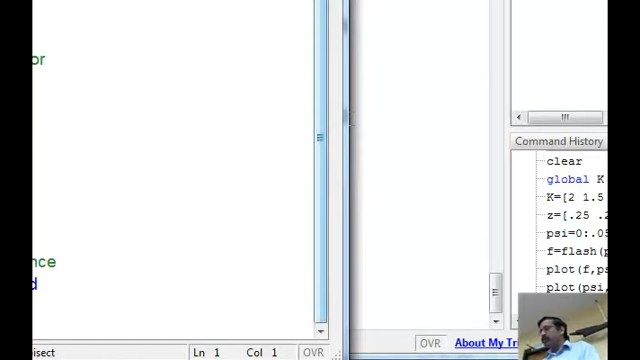 or
nce
d
isect
Ln 1 Col 1 OVR
Command History
clear
global K
K=[2 1.5
z=[.25 .2
psi=0:.05
f=flash(p
plot(f,ps
plot(psi,
OVR About My Tri